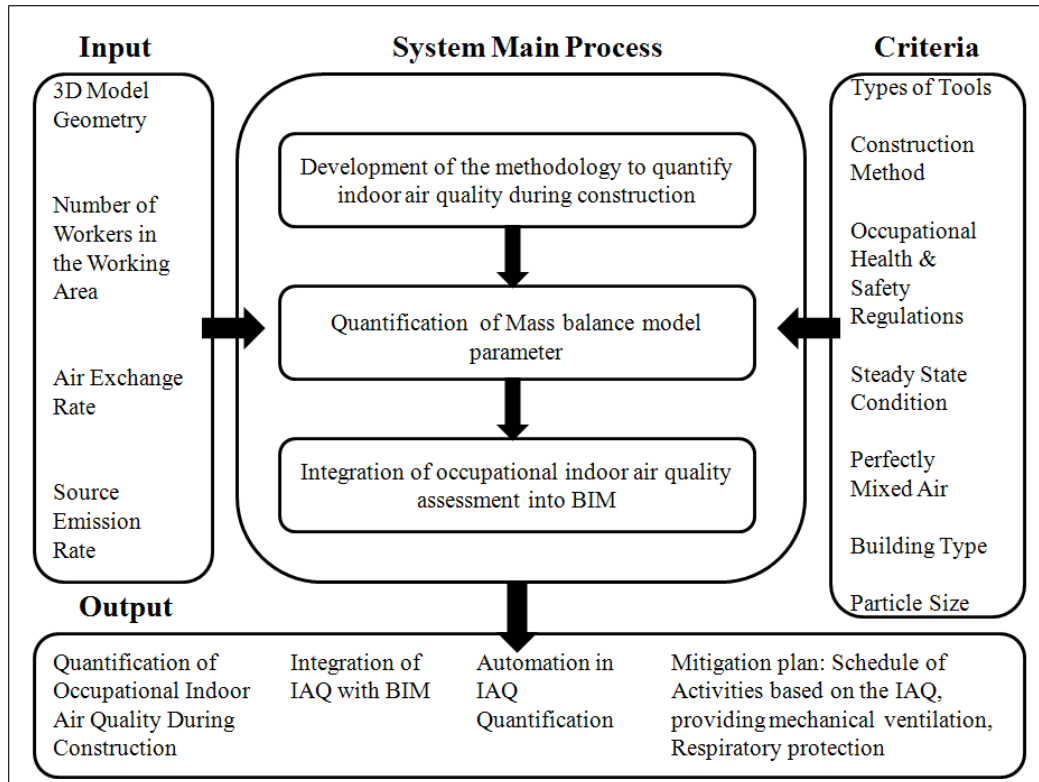 Input
3D Model
Geometry
Number of
Workers in
the Working
Area
Air Exchange
Rate
Source
Emission
Rate
System Main Process
Development of the methodology to quantify
indoor air quality during construction
Quantification of Mass balance model
parameter
Integration of occupational indoor air quality
assessment into BIM
Criteria
Types of Tools
Construction
Method
Occupational
Health &
Safety
Regulations
Steady State
Condition
Perfectly
Mixed Air
Building Type
Particle Size
Output
Quantification of
Occupational Indoor
Air Quality During
Construction
Integration of
IAQ with BIM
Automation in
IAQ
Quantification
Mitigation plan: Schedule of
Activities based on the IAQ,
providing mechanical ventilation,
Respiratory protection